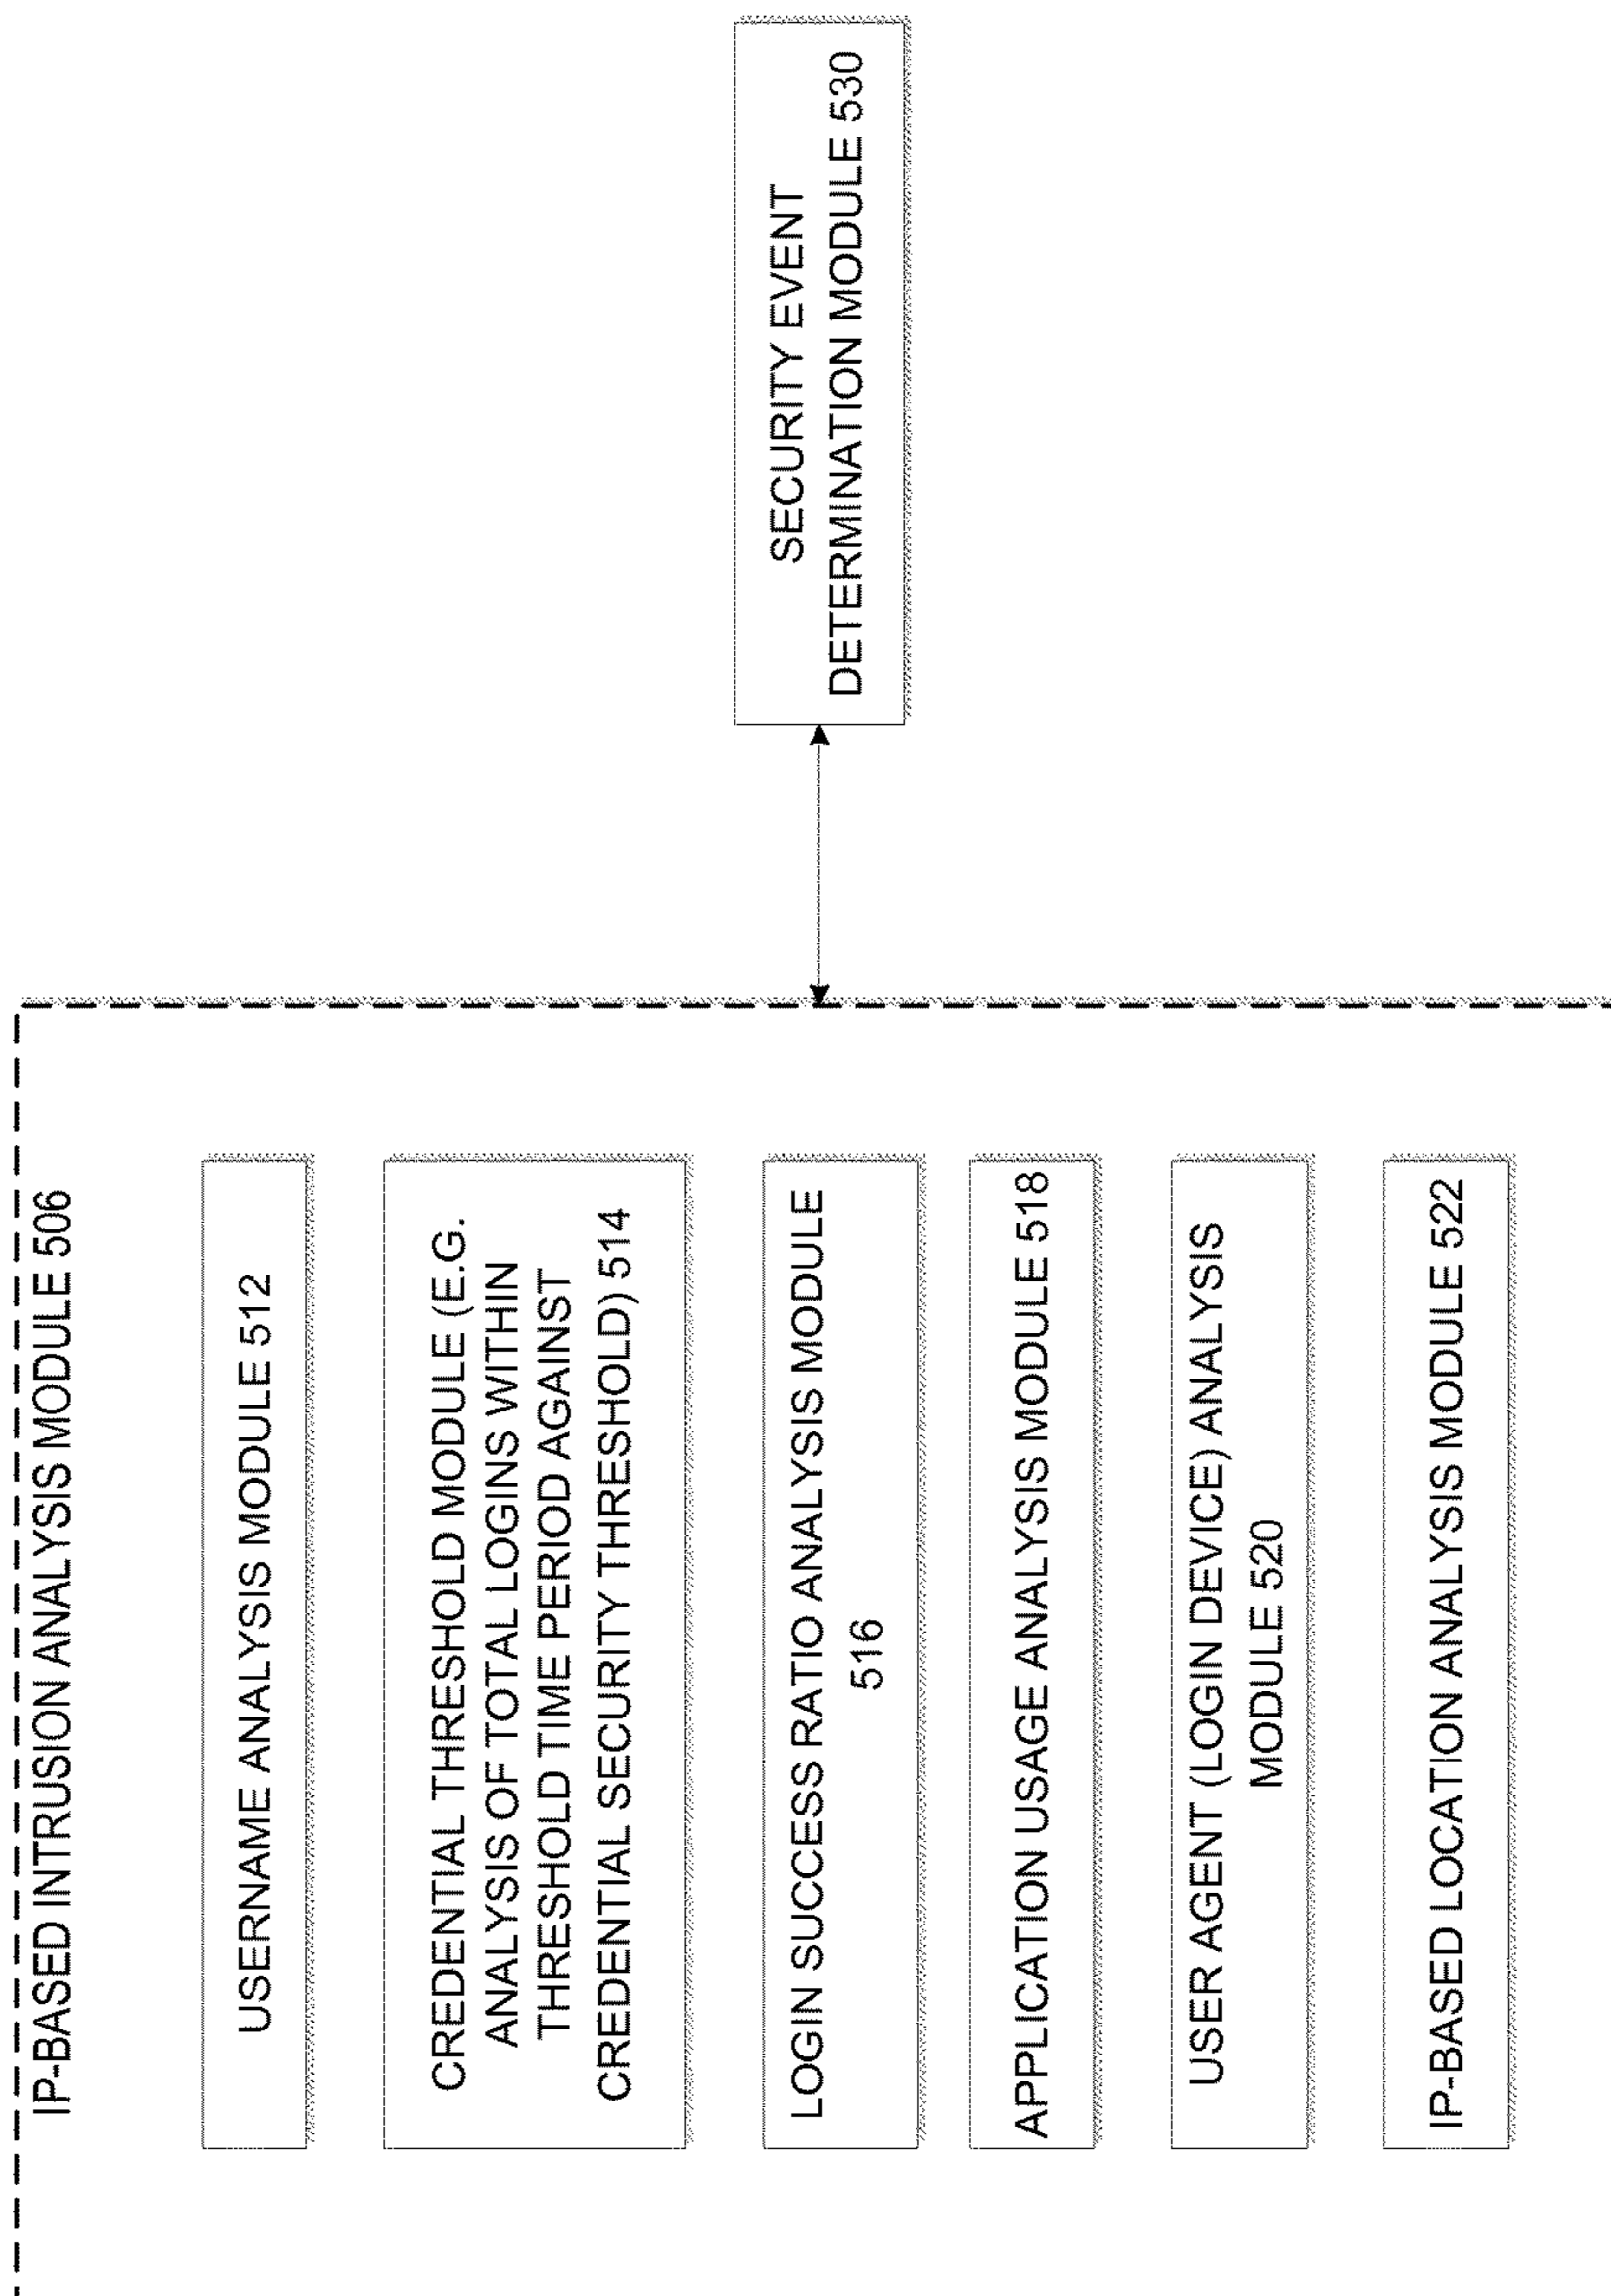 IP-BASED INTRUSION ANALYSIS MODULE 506
USERNAME ANALYSIS MODULE 512
CREDENTIAL THRESHOLD MODULE (E.G.
ANALYSIS OF TOTAL LOGINS WITHIN
THRESHOLD TIME PERIOD AGAINST
CREDENTIAL SECURITY THRESHOLD) 514
LOGIN SUCCESS RATIO ANALYSIS MODULE
516
APPLICATION USAGE ANALYSIS MODULE 518
USER AGENT (LOGIN DEVICE) ANALYSIS
MODULE 520
IP-BASED LOCATION ANALYSIS MODULE 522
SECURITY EVENT
DETERMINATION MODULE 530